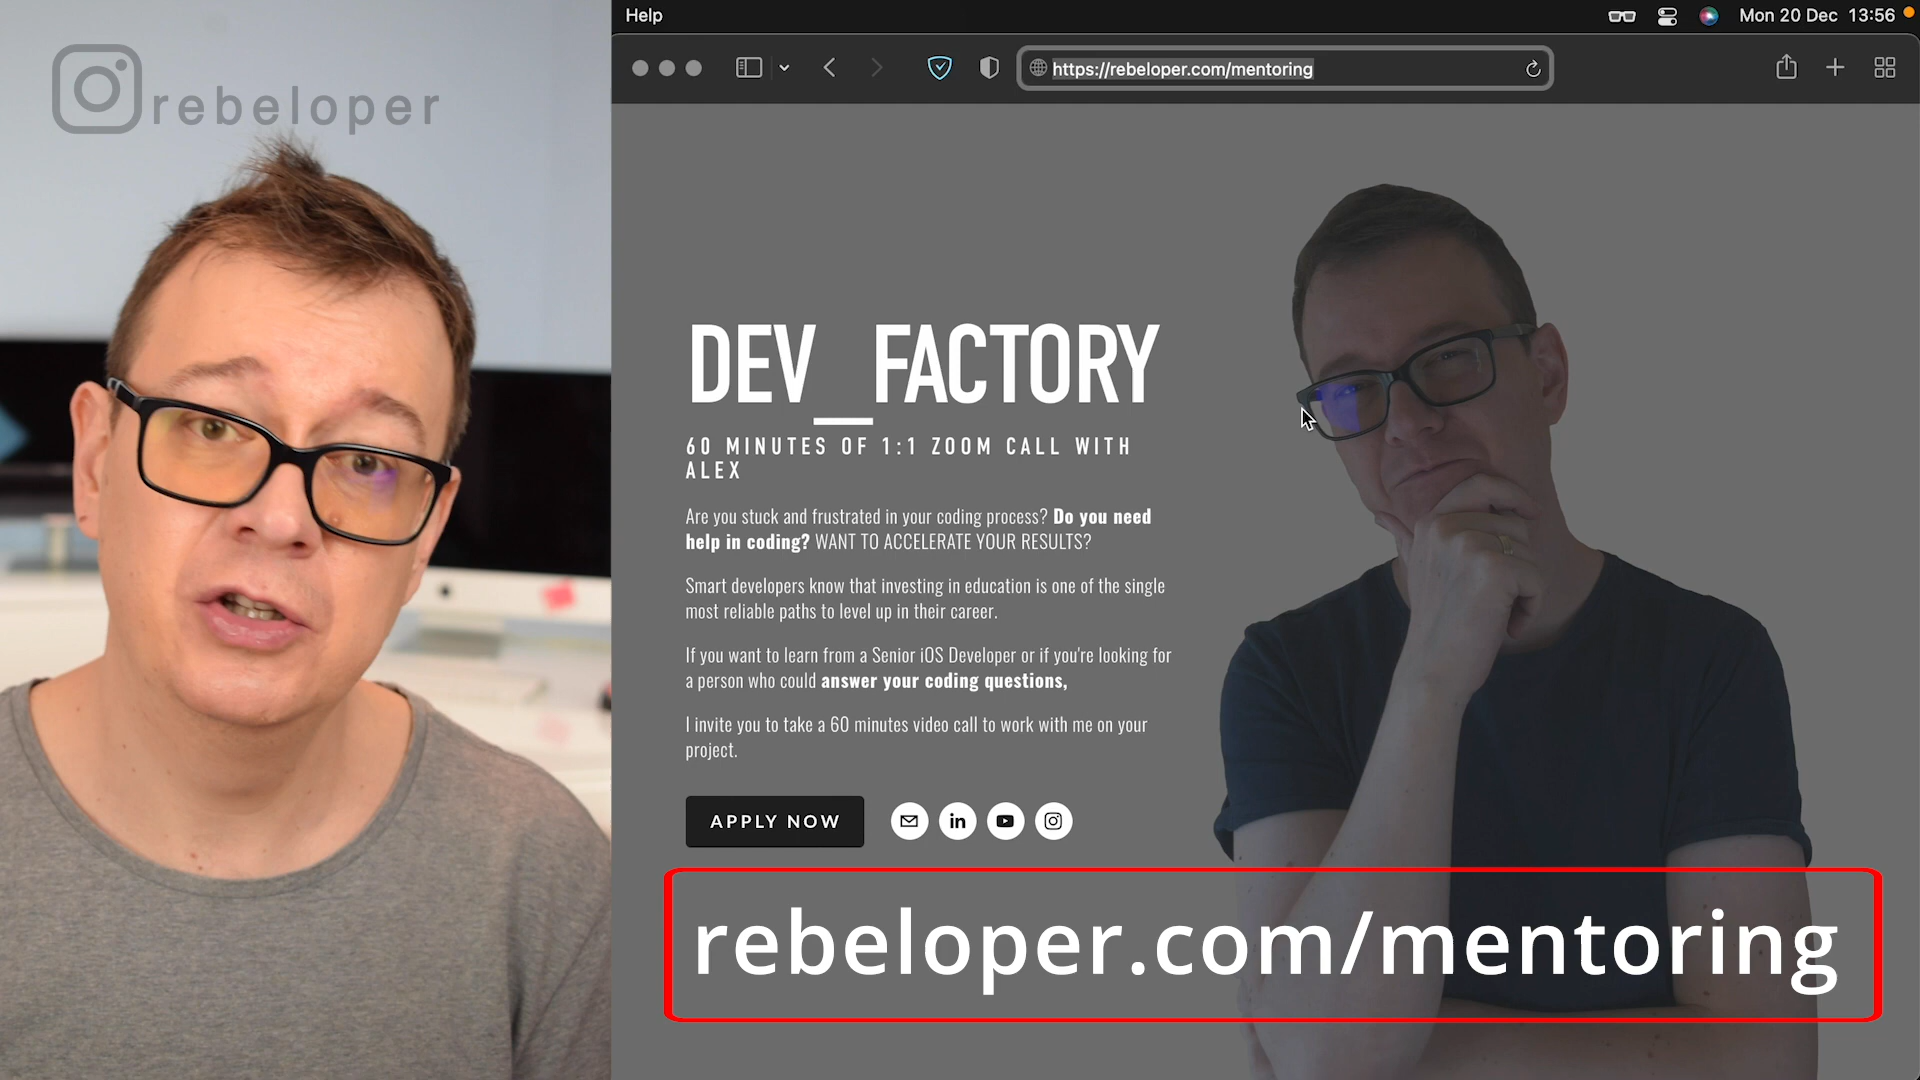 rebeloper
Help
Mon 20 Dec 13:56
https://rebeloper.com/mentoring
DEV_FACTORY
60 MINUTES OF 1:1 ZOOM CALL WITH
ALEX
Are you stuck and frustrated in your coding process? Do you need
help in coding? WANT TO ACCELERATE YOUR RESULTS?
Smart developers know that investing in education is one of the single
most reliable paths to level up in their career.
If you want to learn from a Senior iOS Developer or if you're looking for
a person who could answer your coding questions,
I invite you to take a 60 minutes video call to work with me on your
project.
APPLY NOW
in
rebeloper.com/mentoring